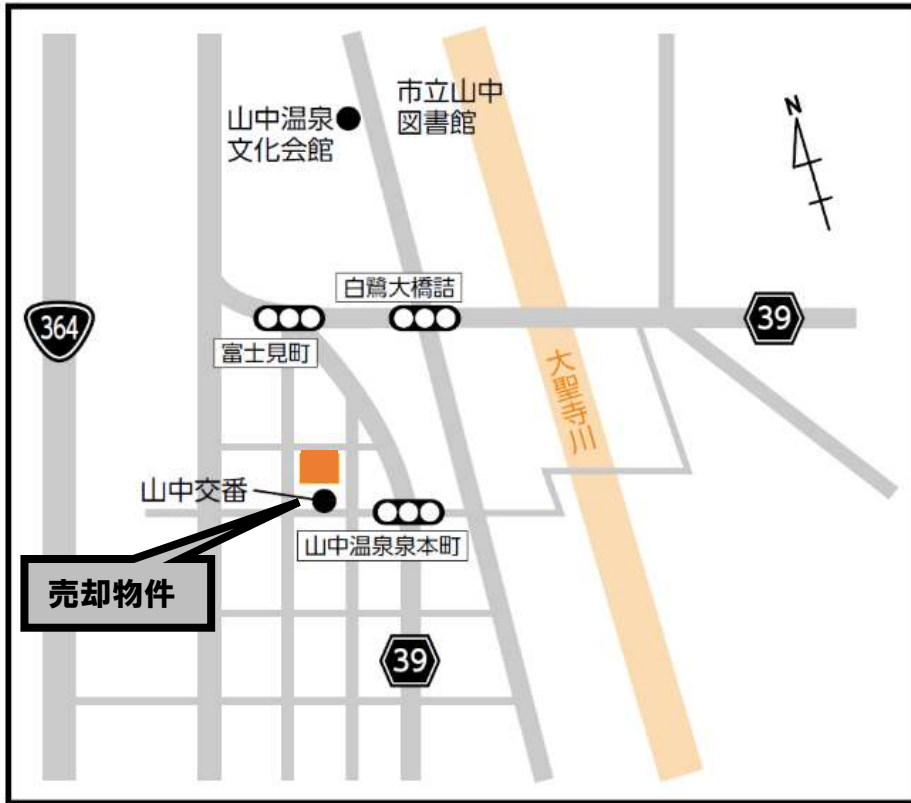 山中温泉
文化会館
市立山中
図書館
N
白鷺大橋詰
364
39
富士見町
大聖寺川
山中交番
山中温泉泉本町
売却物件
39